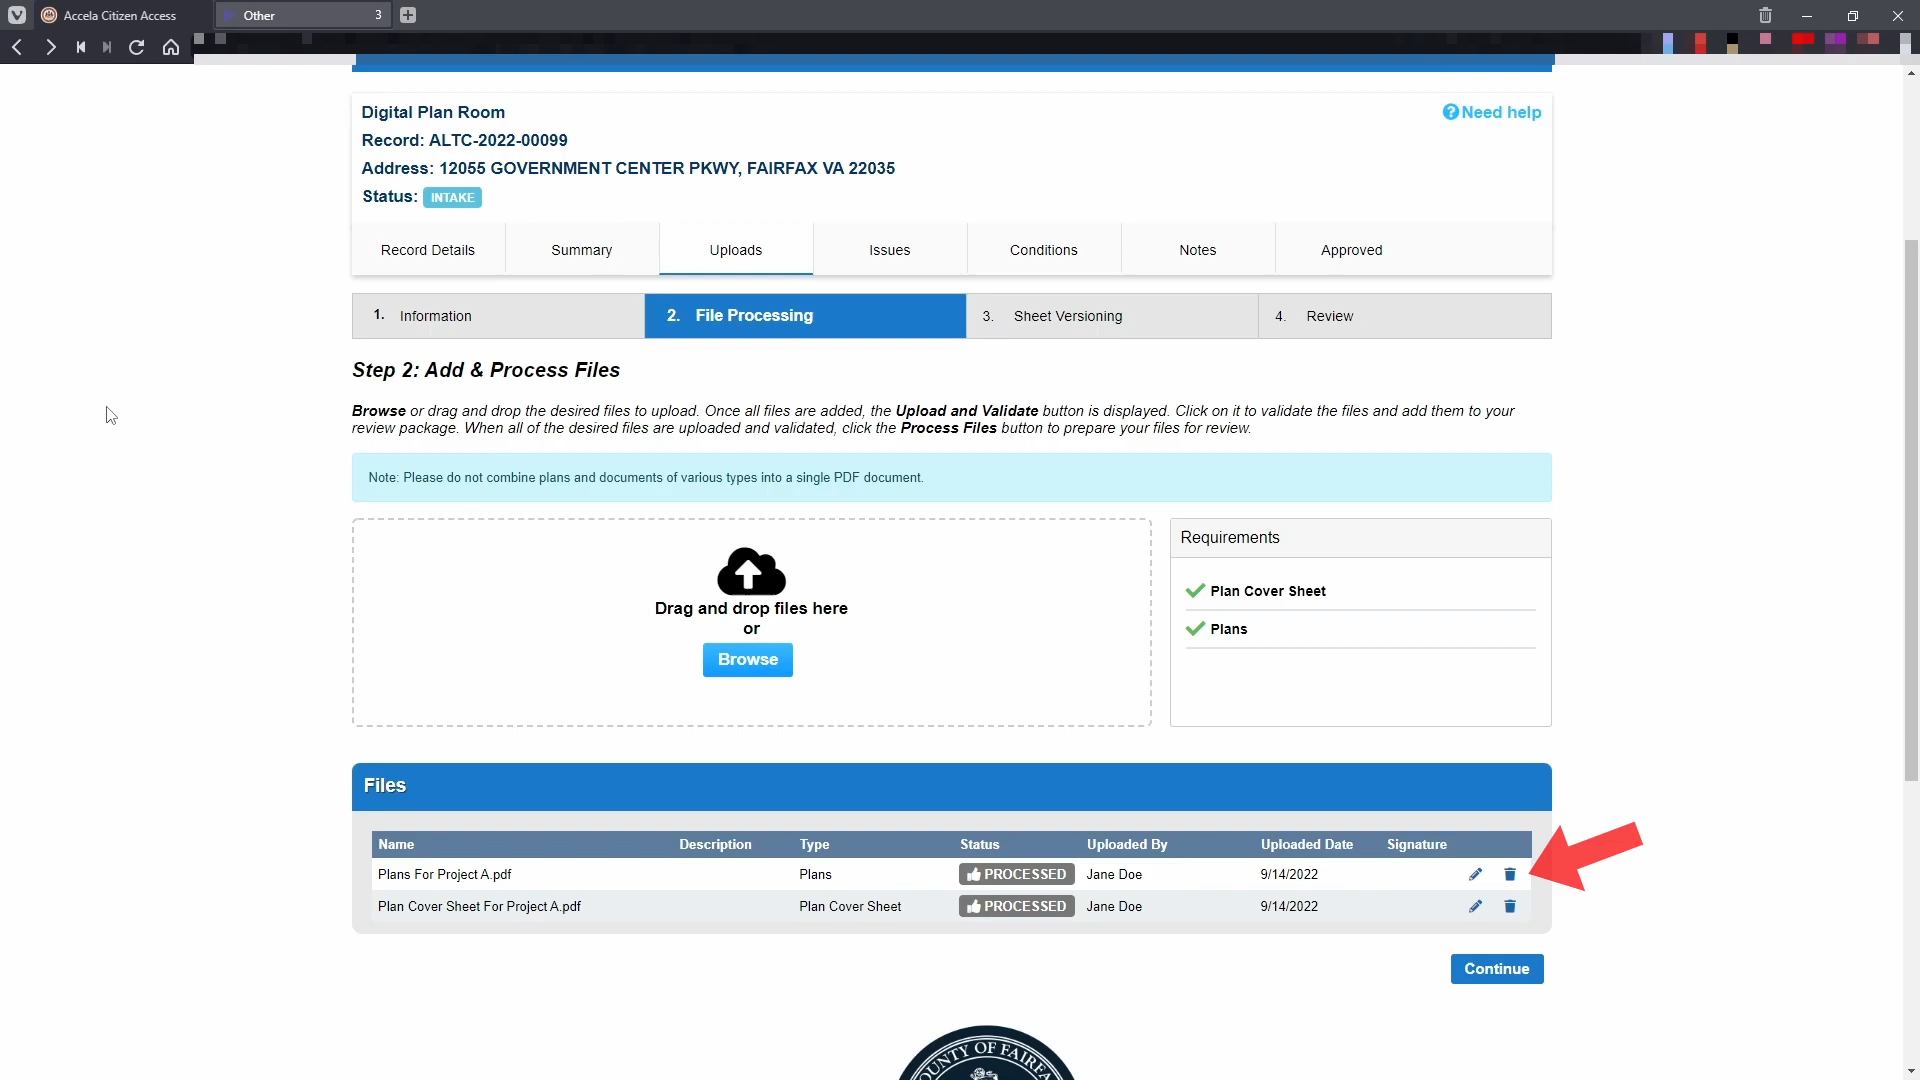 Accela Citizen Access
Other
3
Digital Plan Room
Need help
Record: ALTC-2022-00099
Address: 12055 GOVERNMENT CENTER PKWY, FAIRFAX VA 22035
Status: INTAKE
Record Details
Summary
Uploads
Issues
Conditions
Notes
Approved
1. Information
2. File Processing
3. Sheet Versioning
4. Review
Step 2: Add & Process Files
Browse or drag and drop the desired files to upload. Once all files are added, the Upload and Validate button is displayed. Click on it to validate the files and add them to your
review package. When all of the desired files are uploaded and validated, click the Process Files button to prepare your files for review.
Note: Please do not combine plans and documents of various types into a single PDF document.
Drag and drop files here
or
Browse
Requirements
Plan Cover Sheet
Plans
Files
Name Description Type Status Uploaded By Uploaded Date Signature
Plans For Project A.pdf Plans PROCESSED Jane Doe 9/14/2022
Plan Cover Sheet For Project A.pdf Plan Cover Sheet PROCESSED Jane Doe 9/14/2022
Continue
OF